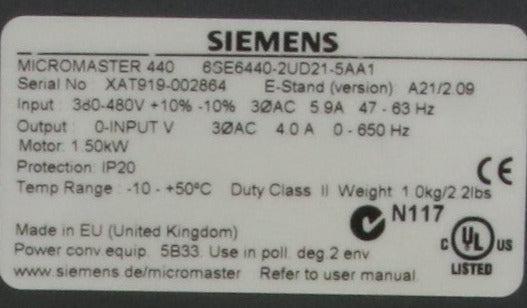 SIEMENS
MICROMASTER 440 6SE6440-2UD21-5AA1
Serial No XAT919-002864 E-Stand (version) A21/2.09
Input : 380-480V +10% -10% 3ØAC 5.9A 47 - 63 Hz
Output : 0-INPUT V 3ØAC 4.0 A 0 - 650 Hz
Motor: 1.50kW
Protection: IP20
Temp Range : -10 - +50°C Duty Class II Weight 1.0kg/2.2lbs
CE
N117
Made in EU (United Kingdom)
Power conv equip. 5B33. Use in poll. deg 2 env
C UL US
LISTED
www.siemens.de/micromaster Refer to user manual